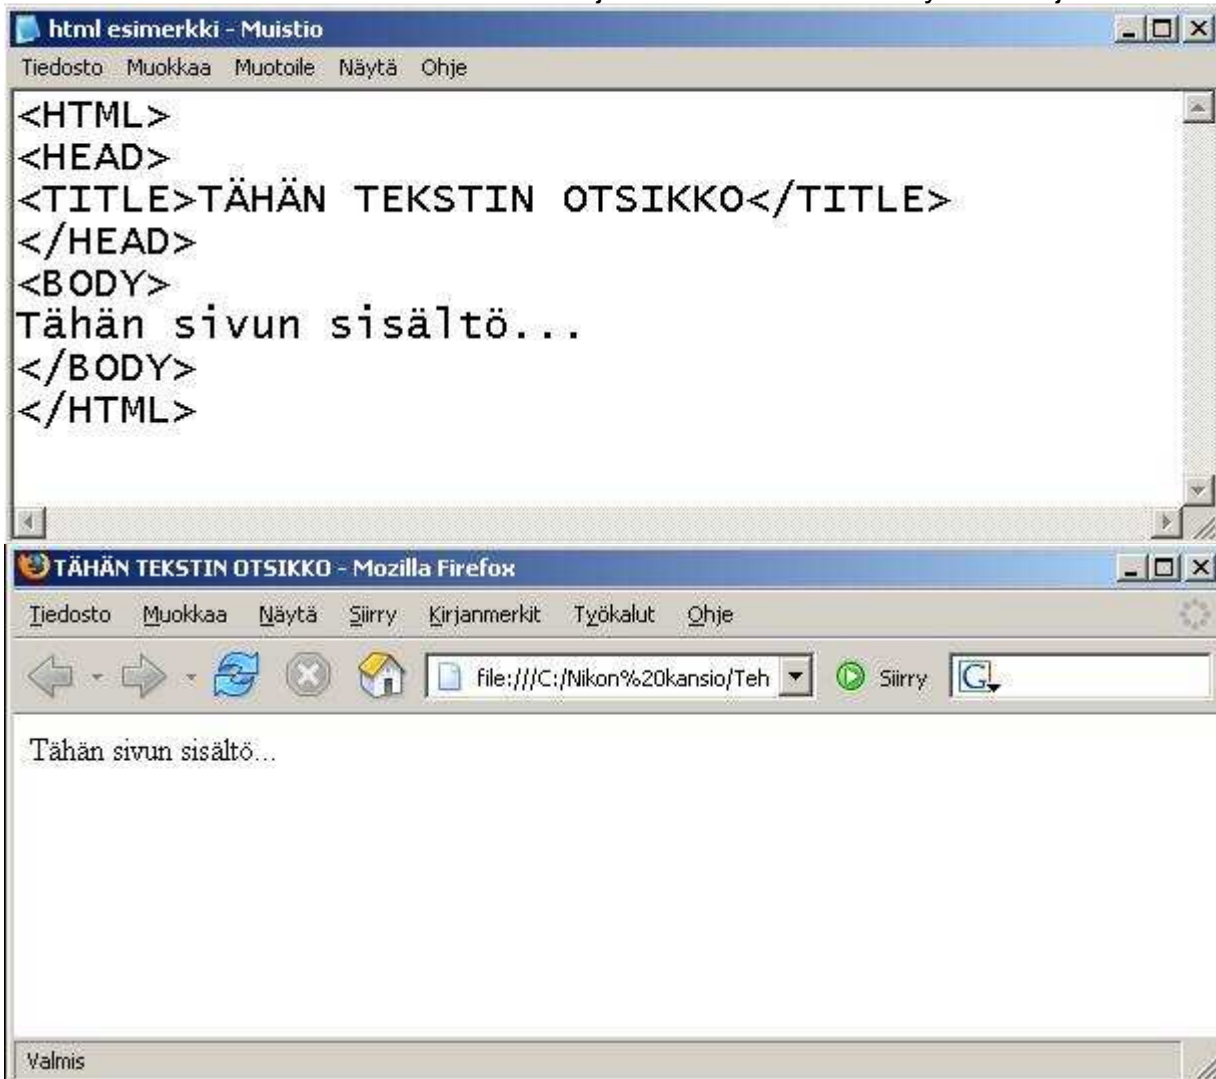 html esimerkki - Muistio
Tiedosto Muokkaa Muotoile Näytä Ohje
<HTML>
<HEAD>
<TITLE>TÄHÄN TEKSTIN OTSIKKO</TITLE>
</HEAD>
<BODY>
Tähän sivun sisältö...
</BODY>
</HTML>
TÄHÄN TEKSTIN OTSIKKO - Mozilla Firefox
Tiedosto Muokkaa Näytä Siirry Kirjanmerkit Työkalut Ohje
file:///C:/Nikon%20kansio/Teh Siirry G
Tähän sivun sisältö...
Valmis